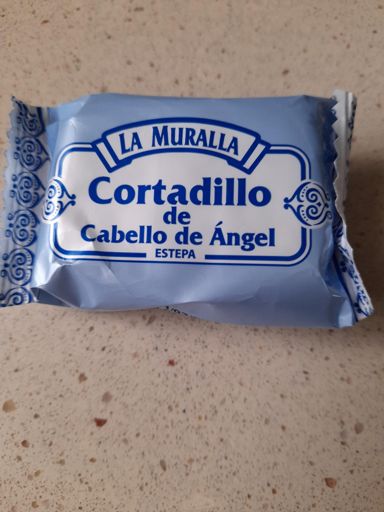 LA MURALLA
Cortadillo
de
Cabello de Ángel
ESTEPA